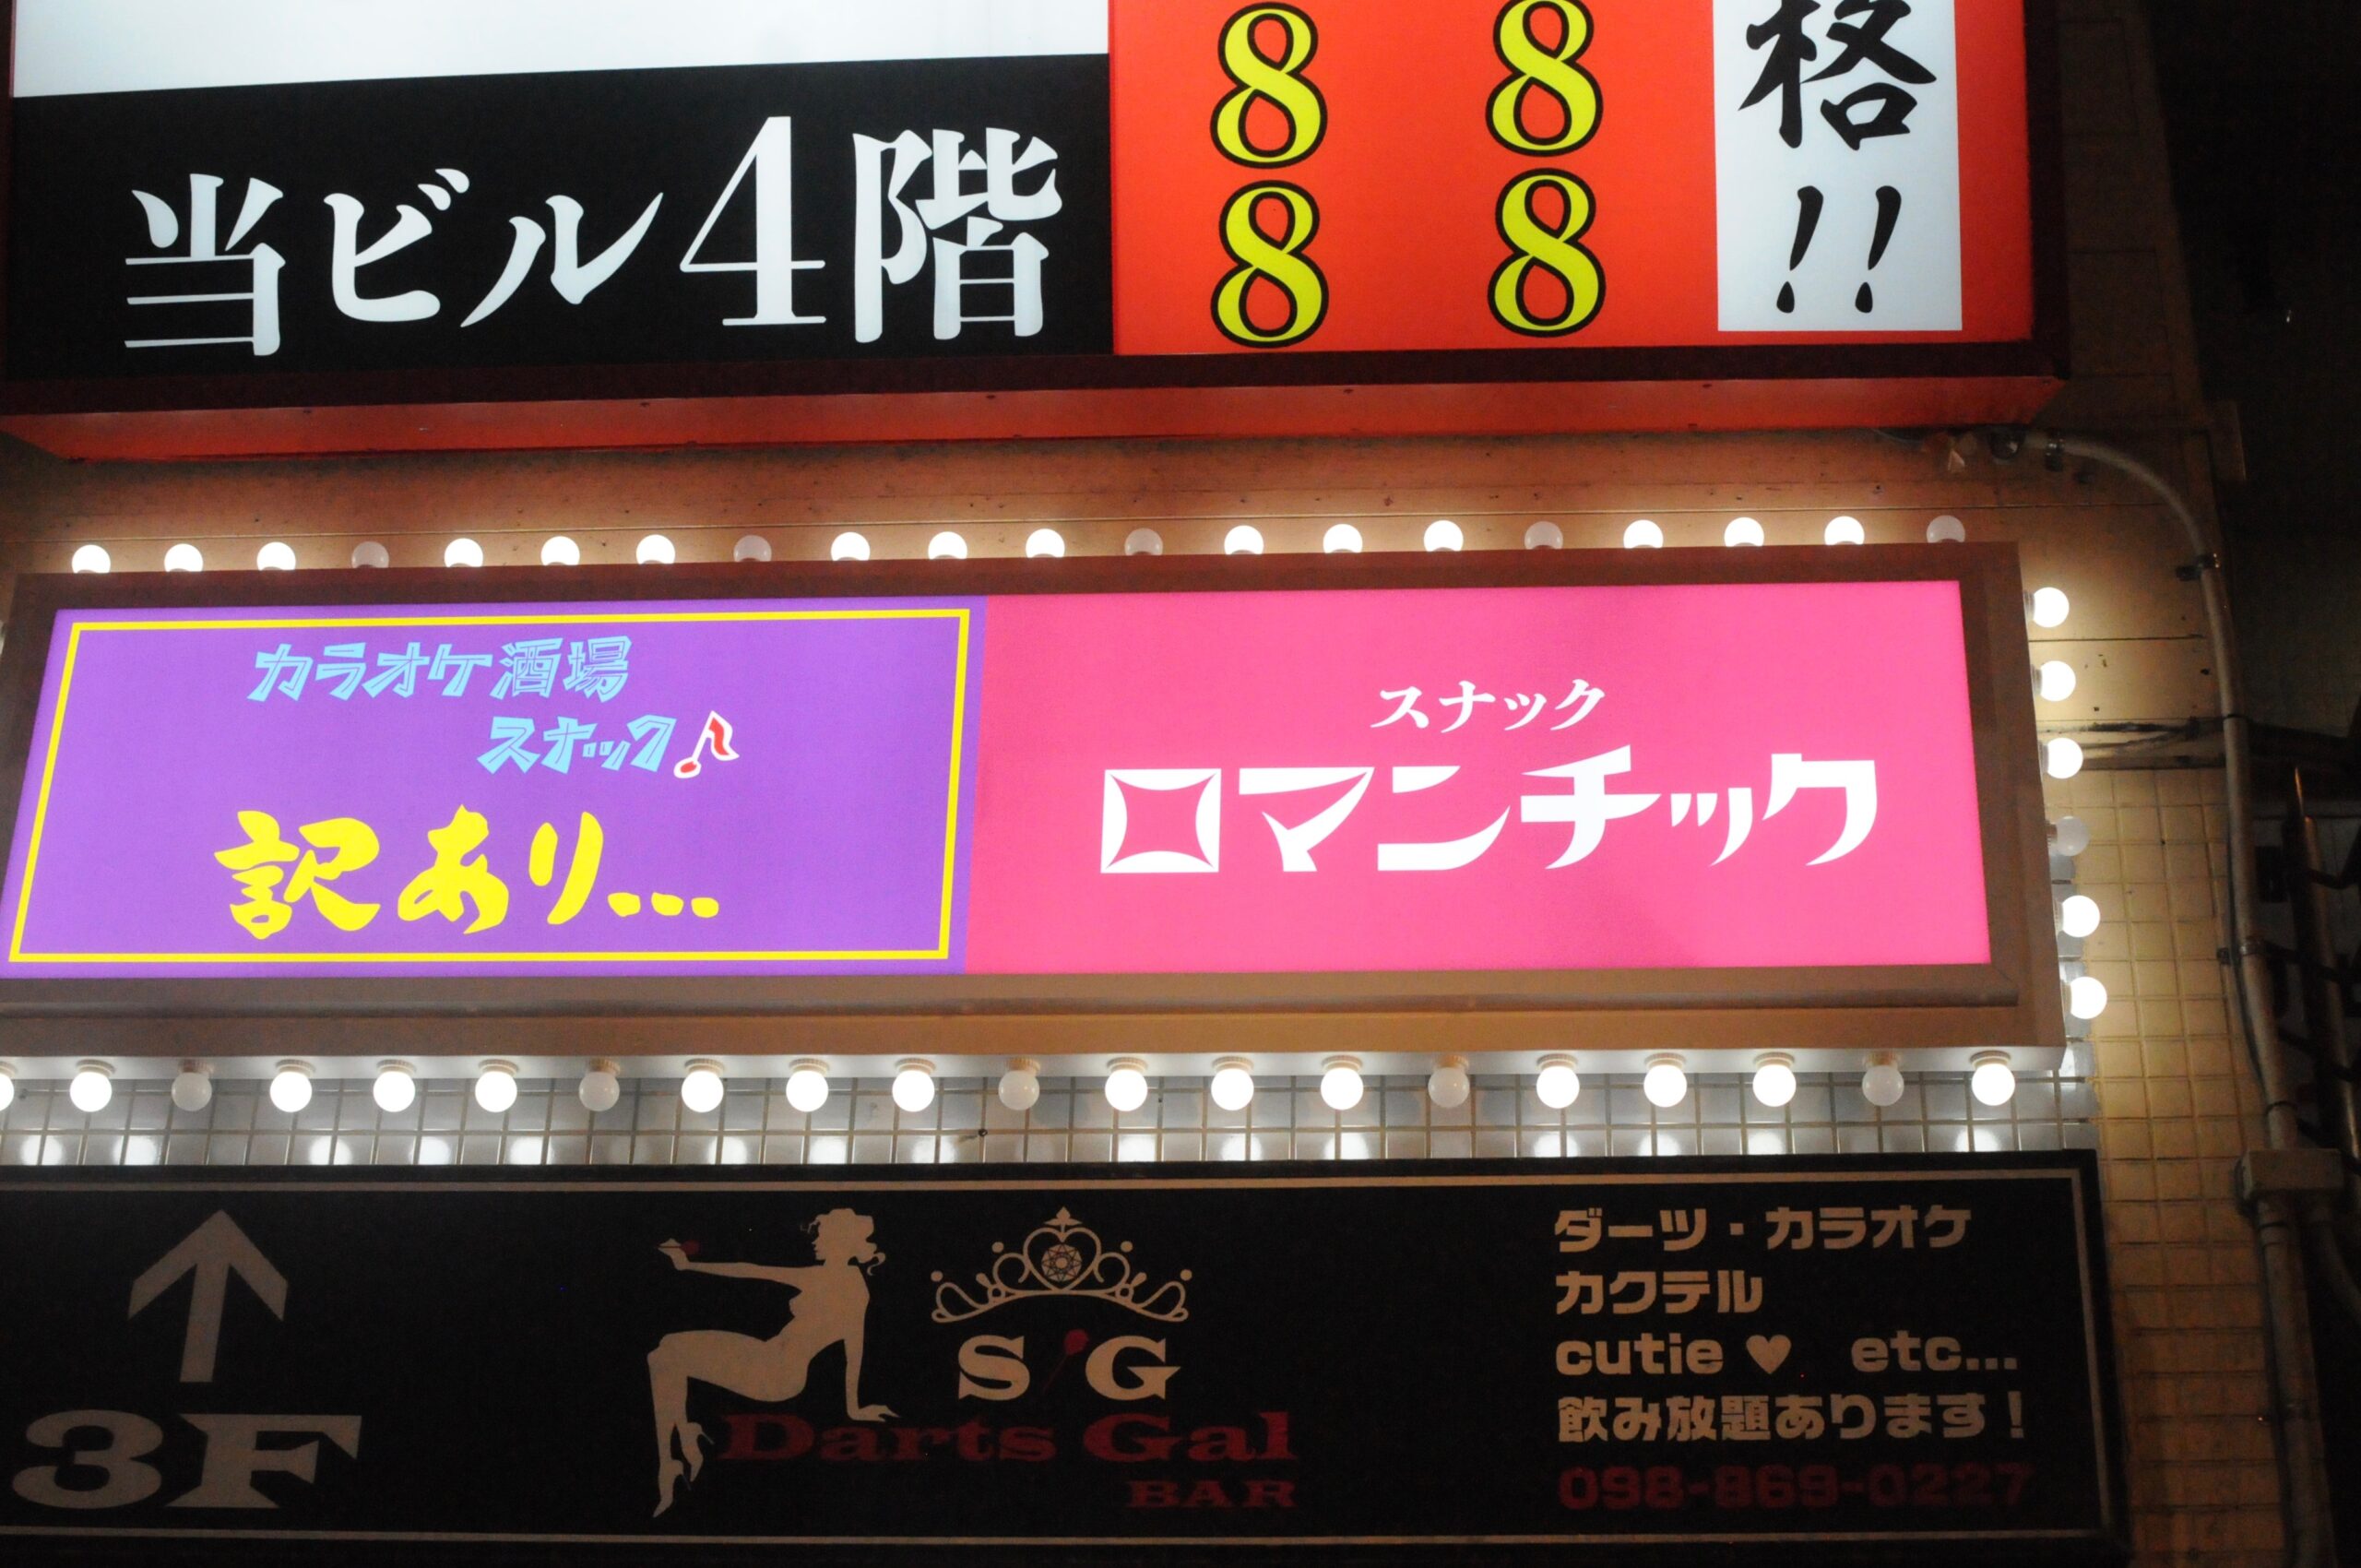 当ビル4階
8 8
8 8
格!!
カラオケ酒場
スナック♪
訳あり...
スナック
ロマンチック
3F
S'G
Darts Gal
BAR
ダーツ・カラオケ
カクテル
cutie ♥ etc...
飲み放題あります!
098-869-0227